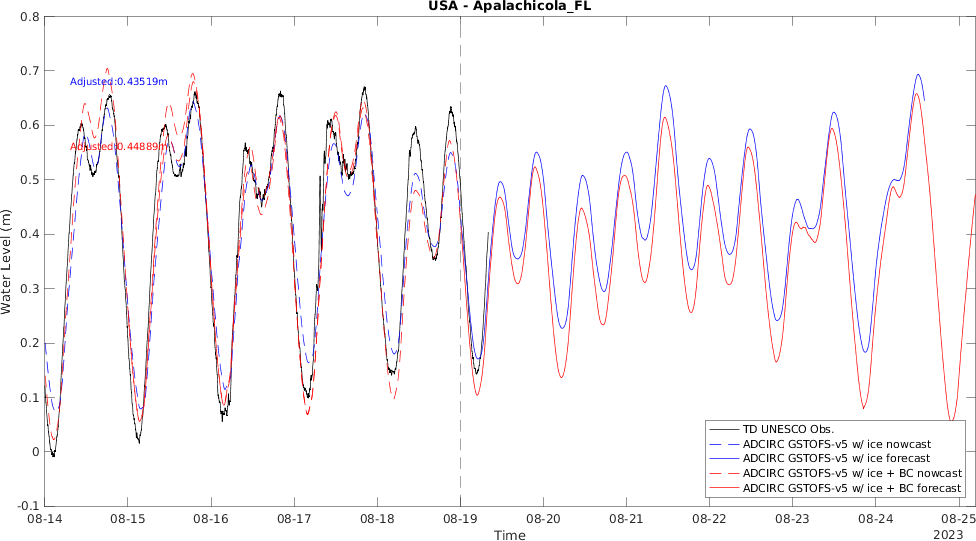 USA - Apalachicola_FL
0.8
0.7
Adjusted:0.43519m
0.6
Adjusted:0.44889m
0.5
0.4
Water Level (m)
0.3
0.2
0.1
0
-0.1
TD UNESCO Obs.
ADCIRC GSTOFS-v5 w/ ice nowcast
ADCIRC GSTOFS-v5 w/ ice forecast
ADCIRC GSTOFS-v5 w/ ice + BC nowcast
ADCIRC GSTOFS-v5 w/ ice + BC forecast
08-14 08-15 08-16 08-17 08-18 08-19 08-20 08-21 08-22 08-23 08-24 08-25
Time
2023